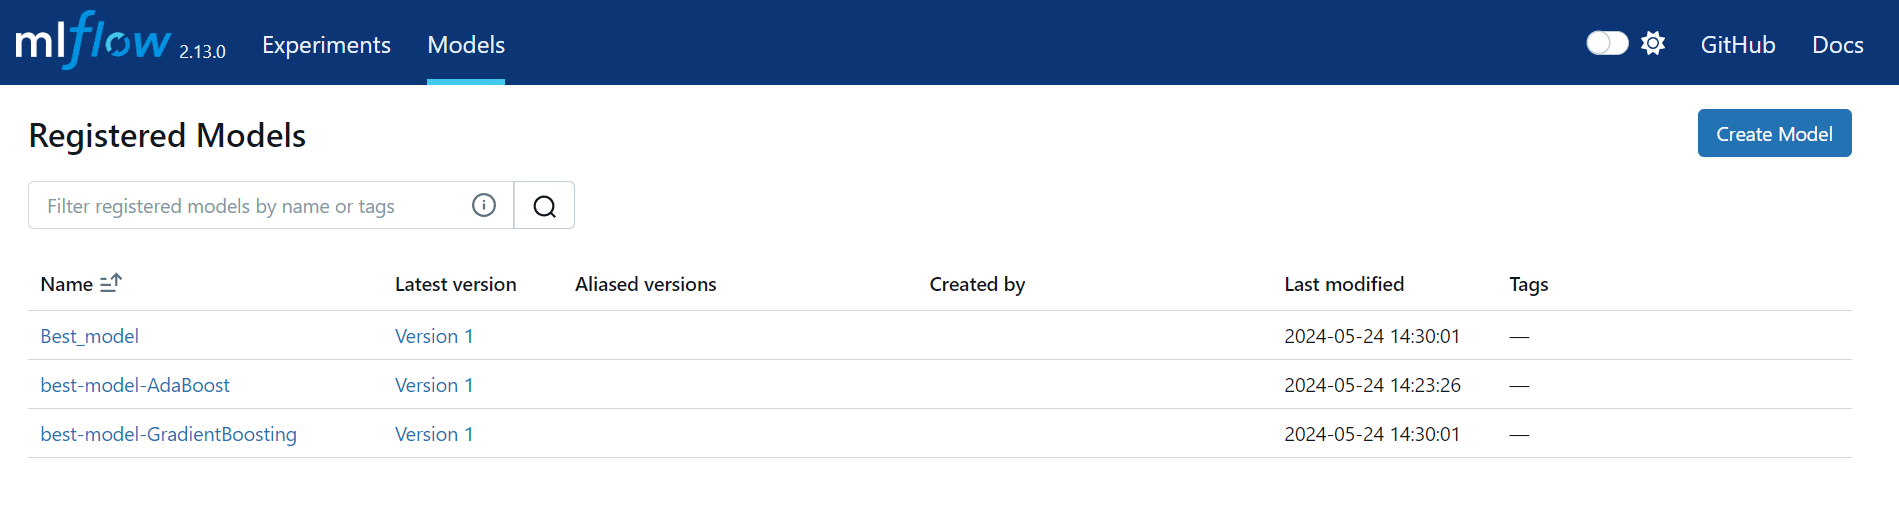 mlflow 2.13.0 Experiments Models GitHub Docs
Registered Models Create Model
Filter registered models by name or tags
Name Latest version Aliased versions Created by Last modified Tags
Best_model Version 1 2024-05-24 14:30:01 —
best-model-AdaBoost Version 1 2024-05-24 14:23:26 —
best-model-GradientBoosting Version 1 2024-05-24 14:30:01 —